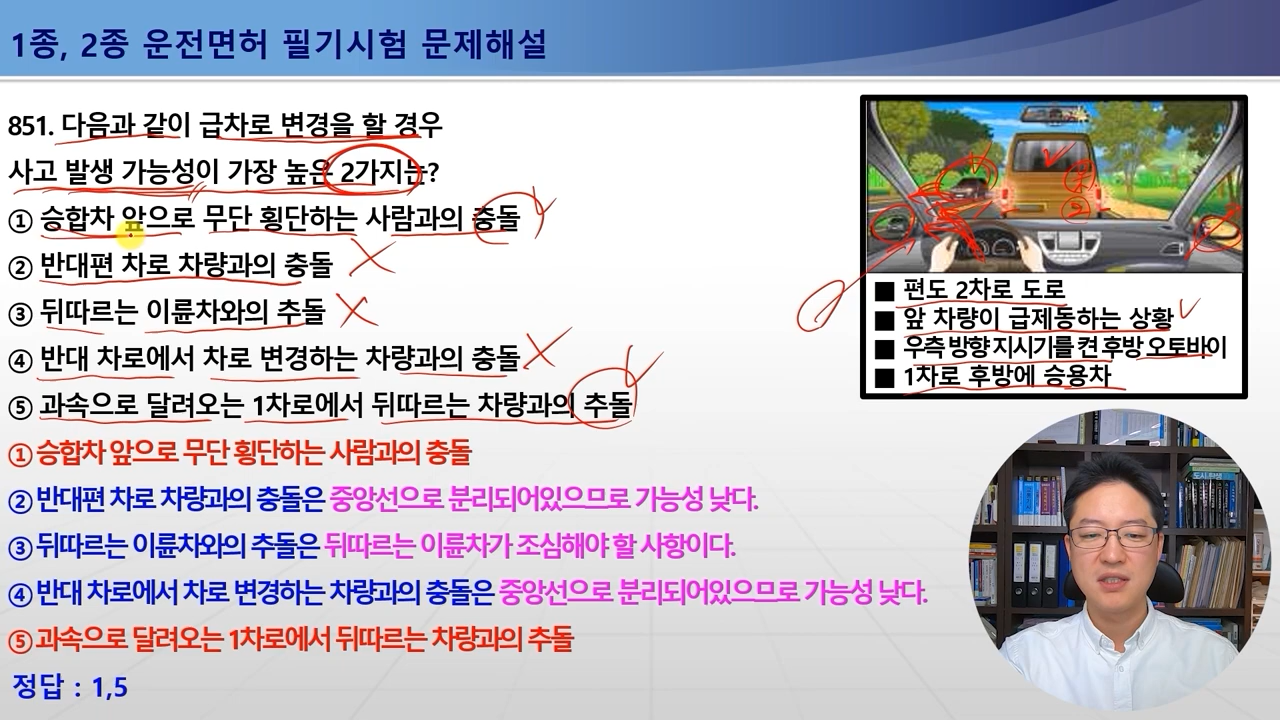 1종, 2종 운전면허 필기시험 문제해설
851. 다음과 같이 급차로 변경을 할 경우
사고 발생 가능성이 가장 높은 2가지는?
① 승합차 앞으로 무단 횡단하는 사람과의 충돌
② 반대편 차로 차량과의 충돌
③ 뒤따르는 이륜차와의 추돌
④ 반대 차로에서 차로 변경하는 차량과의 충돌
⑤ 과속으로 달려오는 1차로에서 뒤따르는 차량과의 추돌
■ 편도 2차로 도로
■ 앞 차량이 급제동하는 상황
■ 우측 방향 지시기를 켠 후방 오토바이
■ 1차로 후방에 승용차
① 승합차 앞으로 무단 횡단하는 사람과의 충돌
② 반대편 차로 차량과의 충돌은 중앙선으로 분리되어있으므로 가능성 낮다.
③ 뒤따르는 이륜차와의 추돌은 뒤따르는 이륜차가 조심해야 할 사항이다.
④ 반대 차로에서 차로 변경하는 차량과의 충돌은 중앙선으로 분리되어있으므로 가능성 낮다.
⑤ 과속으로 달려오는 1차로에서 뒤따르는 차량과의 추돌
정답 : 1,5